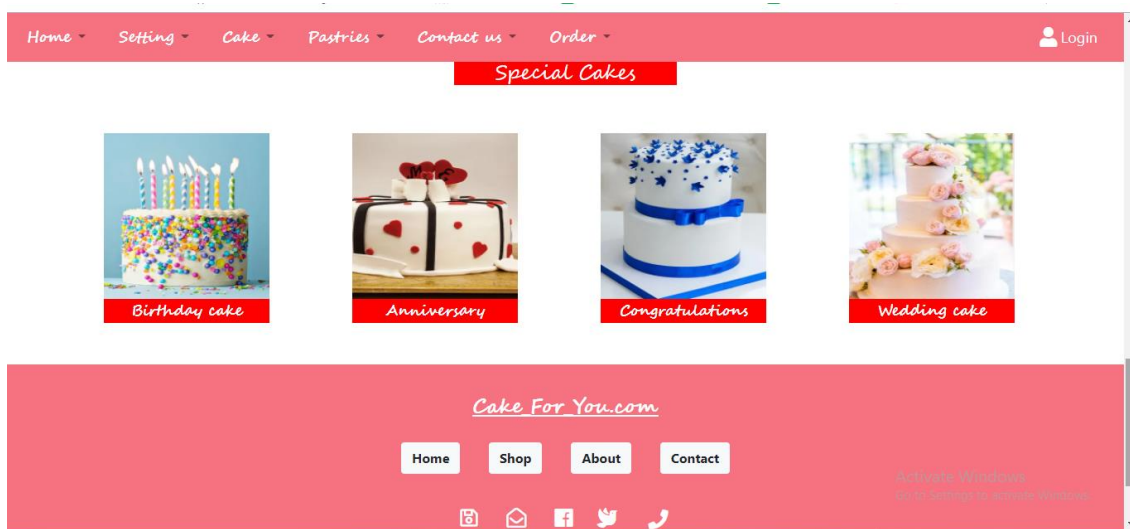 Home Setting Cake Pastries Contact us Order Login
Special Cakes
Birthday cake Anniversary Congratulations Wedding cake
Cake_For_You.com
Home Shop About Contact
Activate Windows
Go to Settings to activate Windows.